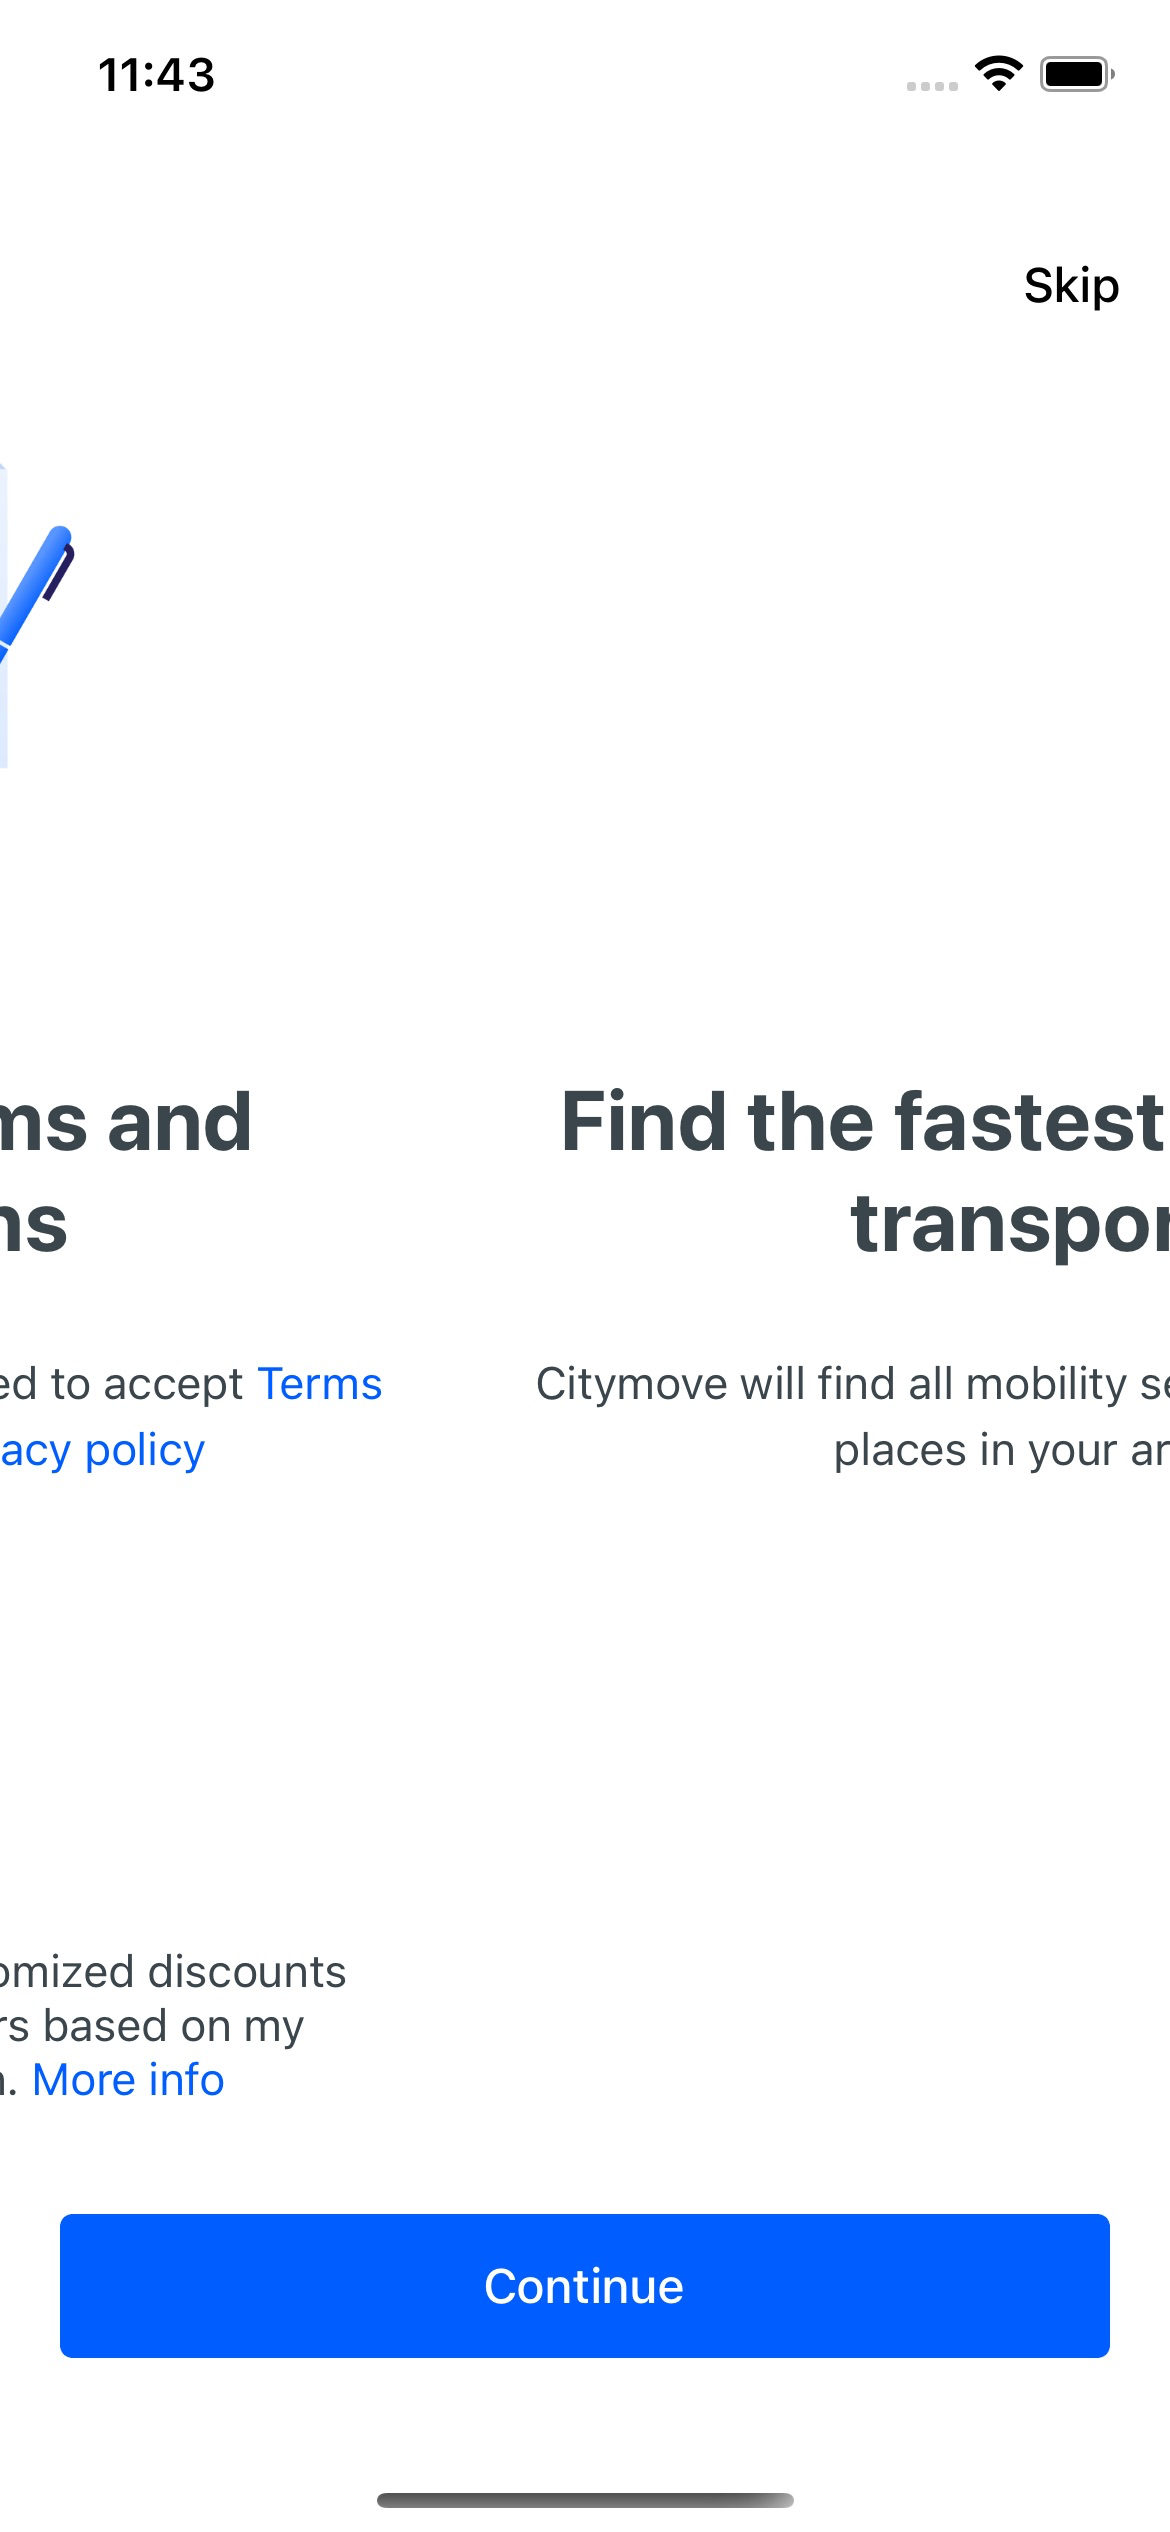 11:43
Skip
ms and
ns
Find the fastest
transpor
ed to accept Terms
acy policy
Citymove will find all mobility se
places in your ar
omized discounts
rs based on my
n. More info
Continue